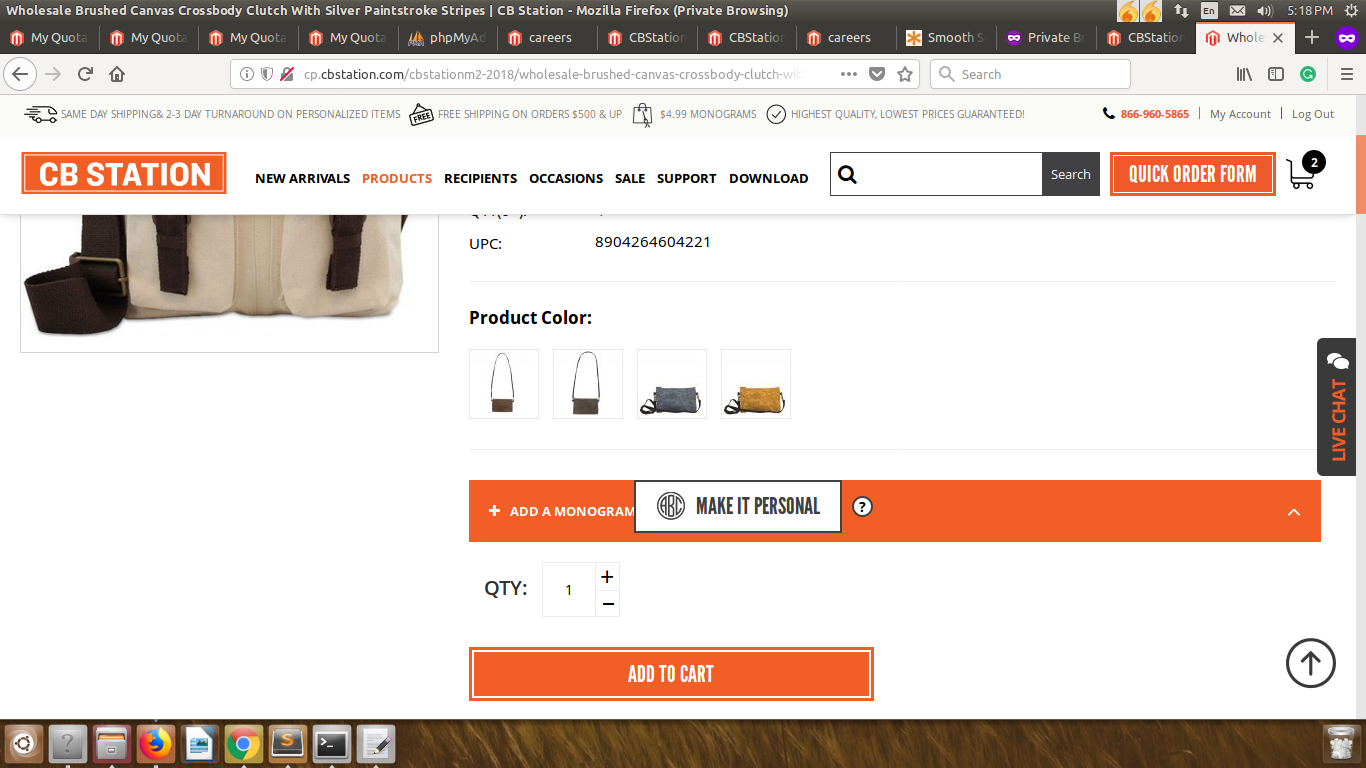 Wholesale Brushed Canvas Crossbody Clutch With Silver Paintstroke Stripes | CB Station - Mozilla Firefox (Private Browsing)
En
5:18 PM
My Quota
My Quota
My Quota
My Quota
phpMyAd
careers
CBStation
CBStation
careers
Smooth S
Private Br
CBStation
Whole
cp.cbstation.com/cbstationm2-2018/wholesale-brushed-canvas-crossbody-clutch-with
Search
SAME DAY SHIPPING& 2-3 DAY TURNAROUND ON PERSONALIZED ITEMS
FREE
FREE SHIPPING ON ORDERS $500 & UP
$4.99 MONOGRAMS
HIGHEST QUALITY, LOWEST PRICES GUARANTEED!
866-960-5865
My Account
Log Out
CB STATION
NEW ARRIVALS
PRODUCTS
RECIPIENTS
OCCASIONS
SALE
SUPPORT
DOWNLOAD
Search
QUICK ORDER FORM
2
UPC:
8904264604221
Product Color:
LIVE CHAT
+ ADD A MONOGRAM
ABC
MAKE IT PERSONAL
?
QTY:
1
+
−
ADD TO CART